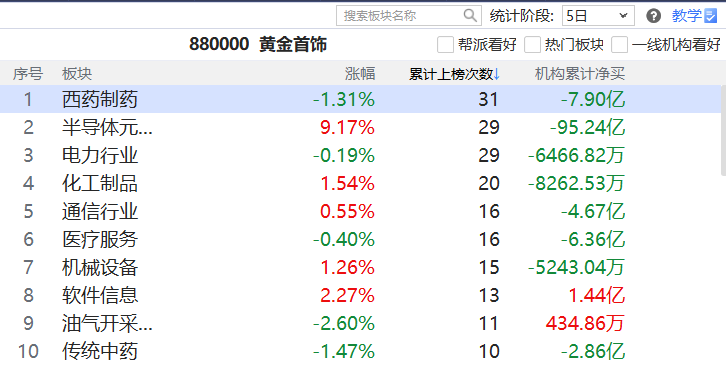 搜索板块名称 统计阶段: 5日 ? 教学
880000 黄金首饰 帮派看好 热门板块 一线机构看好
序号 板块 涨幅 累计上榜次数↓ 机构累计净买
1 西药制药 -1.31% 31 -7.90亿
2 半导体元... 9.17% 29 -95.24亿
3 电力行业 -0.19% 29 -6466.82万
4 化工制品 1.54% 20 -8262.53万
5 通信行业 0.55% 16 -4.67亿
6 医疗服务 -0.40% 16 -6.36亿
7 机械设备 1.26% 15 -5243.04万
8 软件信息 2.27% 13 1.44亿
9 油气开采... -2.60% 11 434.86万
10 传统中药 -1.47% 10 -2.86亿